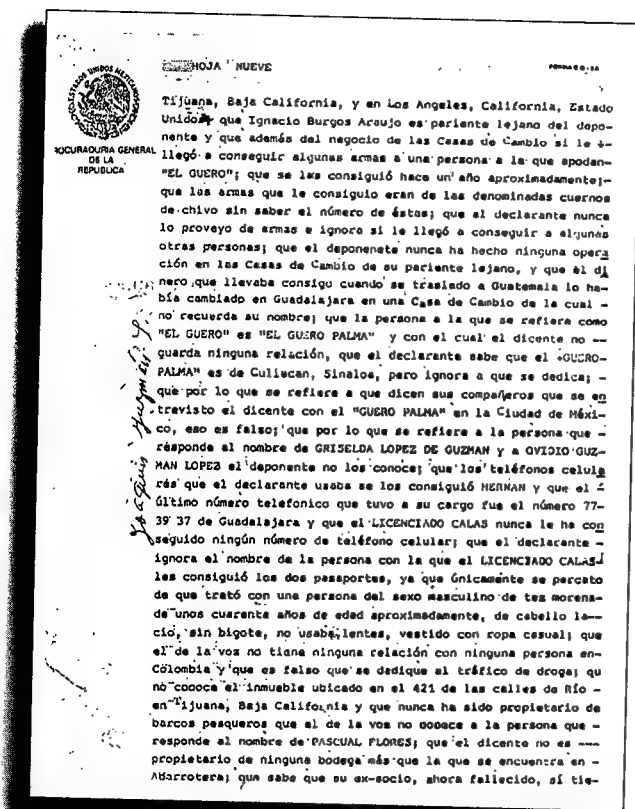 HOJA NUEVE
FORMA C G-1A
ESTADOS UNIDOS MEXICANOS
PROCURADURIA GENERAL
DE LA
REPUBLICA
Tijuana, Baja California, y en Los Angeles, California, Estado
Unidos que Ignacio Burgos Araujo es pariente lejano del depo-
nente y que además del negocio de las Casas de Cambio si le
llegó a conseguir algunas armas a una persona a la que apodan-
"EL GUERO"; que se las consiguió hace un año aproximadamente;-
que las armas que le consiguio eran de las denominadas cuernos
de chivo sin saber el número de éstas; que el declarante nunca
lo proveyo de armas e ignora si le llegó a conseguir a algunas
otras personas; que el deponenete nunca ha hecho ninguna opera
ción en las Casas de Cambio de su pariente lejano, y que el di
nero que llevaba consigo cuando se traslado a Guatemala lo ha-
bía cambiado en Guadalajara en una Casa de Cambio de la cual -
no recuerda su nombre; que la persona a la que se refiere como
"EL GUERO" es "EL GUERO PALMA" y con el cual el dicente no --
guarda ninguna relación, que el declarante sabe que el "GUERO-
PALMA" es de Culiacan, Sinaloa, pero ignora a que se dedica; -
que por lo que se refiere a que dicen sus compañeros que se en
trevisto el dicente con el "GUERO PALMA" en la Ciudad de Méxi-
co, eso es falso; que por lo que se refiere a la persona que -
responde al nombre de GRISELDA LOPEZ DE GUZMAN y a OVIDIO GUZ-
MAN LOPEZ el deponente no los conoce; que los teléfonos celula
res que el declarante usaba se los consiguió HERNAN y que el -
último número telefonico que tuvo a su cargo fue el número 77-
39 37 de Guadalajara y que el LICENCIADO CALAS nunca le ha con
seguido ningún número de teléfono celular; que el declarante -
ignora el nombre de la persona con la que el LICENCIADO CALAS-
les consiguió los dos pasaportes, ya que únicamente se percato
de que trató con una persona del sexo masculino de tez morena-
de unos cuarenta años de edad aproximadamente, de cabello la--
cio, sin bigote, no usaba lentes, vestido con ropa casual; que
el de la voz no tiene ninguna relación con ninguna persona en-
Colombia y que es falso que se dedique al tráfico de droga; qu
no conoce el inmueble ubicado en el 421 de las calles de Río -
en Tijuana, Baja California y que nunca ha sido propietario de
barcos pesqueros que el de la vos no conoce a la persona que -
responde al nombre de PASCUAL FLORES; que el dicente no es ---
propietario de ninguna bodega más que la que se encuentra en -
Abarrotera; que sabe que su ex-socio, ahora fallecido, sí tie-
Joaquin Guzmán